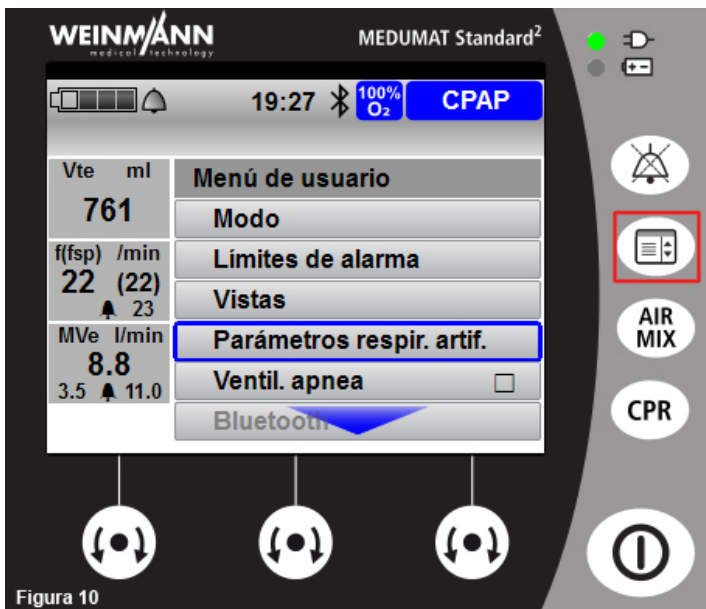 WEINMANN
medical technology
MEDUMAT Standard²
19:27 100% O₂ CPAP
Vte ml
761
f(fsp) /min
22 (22)
23
MVe l/min
8.8
3.5 11.0
Menú de usuario
Modo
Límites de alarma
Vistas
Parámetros respir. artif.
Ventil. apnea
Bluetooth
AIR
MIX
CPR
Figura 10